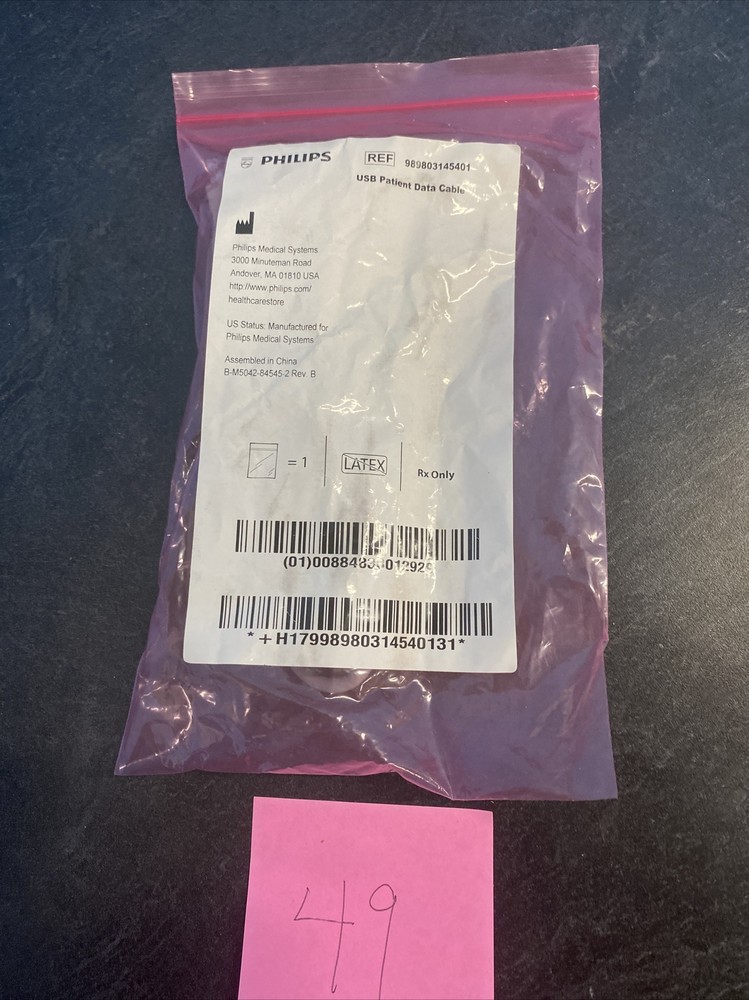 PHILIPS
REF 989803145401
USB Patient Data Cable
Philips Medical Systems
3000 Minuteman Road
Andover, MA 01810 USA
http://www.philips.com/
healthcarestore
US Status: Manufactured for
Philips Medical Systems
Assembled in China
B-M5042-84545-2 Rev. B
= 1
LATEX
Rx Only
*+H17998980314540131*
49